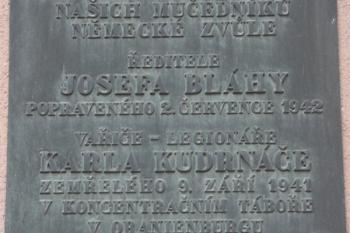 NAŠICH MUČEDNÍKŮ
NĚMECKÉ ZVŮLE
ŘEDITELE
JOSEFA BLÁHY
POPRAVENÉHO 2. ČERVENCE 1942
VAŘIČE – LEGIONÁŘE
KARLA KUDRNÁČE
ZEMŘELÉHO 9. ZÁŘÍ 1941
V KONCENTRAČNÍM TÁBOŘE
V ORANIENBURGU